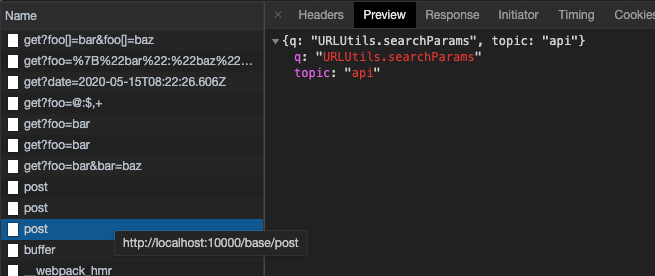 Name
get?foo[]=bar&foo[]=baz
get?foo=%7B%22bar%22:%22baz%22…
get?date=2020-05-15T08:22:26.606Z
get?foo=@:$,+
get?foo=bar
get?foo=bar
get?foo=bar&bar=baz
post
post
post
buffer
__webpack_hmr
http://localhost:10000/base/post
× Headers Preview Response Initiator Timing Cookies
{q: "URLUtils.searchParams", topic: "api"}
q: "URLUtils.searchParams"
topic: "api"